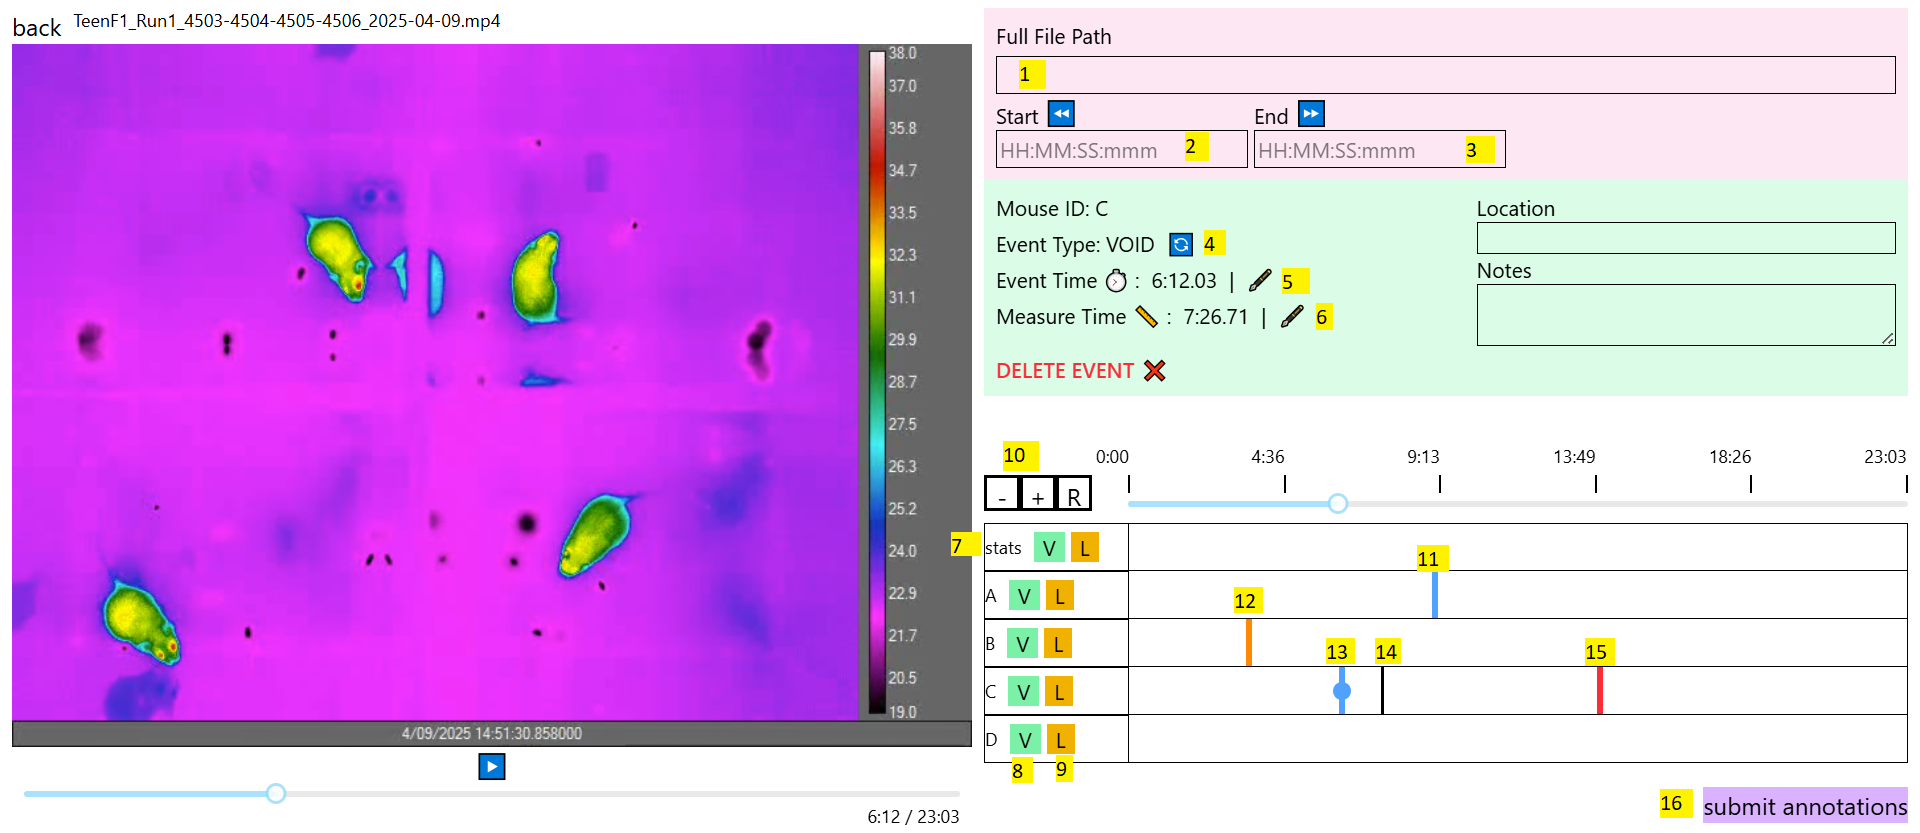 back TeenF1_Run1_4503-4504-4505-4506_2025-04-09.mp4
38.0
37.0
35.8
34.7
33.5
32.3
31.1
29.9
28.7
27.5
26.3
25.2
24.0
22.9
21.7
20.5
19.0
4/09/2025 14:51:30.858000
6:12 / 23:03
Full File Path
1
Start End
HH:MM:SS:mmm 2 HH:MM:SS:mmm 3
Mouse ID: C
Event Type: VOID 4
Event Time : 6:12.03 | 5
Measure Time : 7:26.71 | 6
DELETE EVENT
Location
Notes
10 0:00 4:36 9:13 13:49 18:26 23:03
- + R
7 stats V L
11
A V L
12
B V L
13 14 15
C V L
D V L
8 9
16 submit annotations